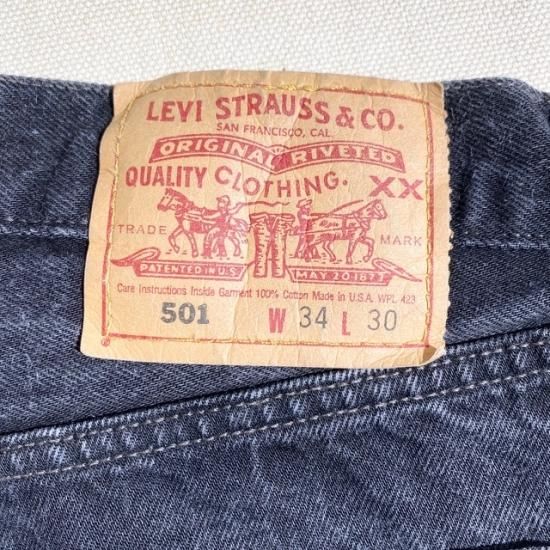 LEVI STRAUSS & CO.
SAN FRANCISCO, CAL.
ORIGINAL RIVETED
QUALITY CLOTHING. XX
TRADE MARK
PATENTED IN U.S. MAY 20 1873
Care Instructions Inside Garment 100% Cotton Made in U.S.A. WPL 423
501 W 34 L 30